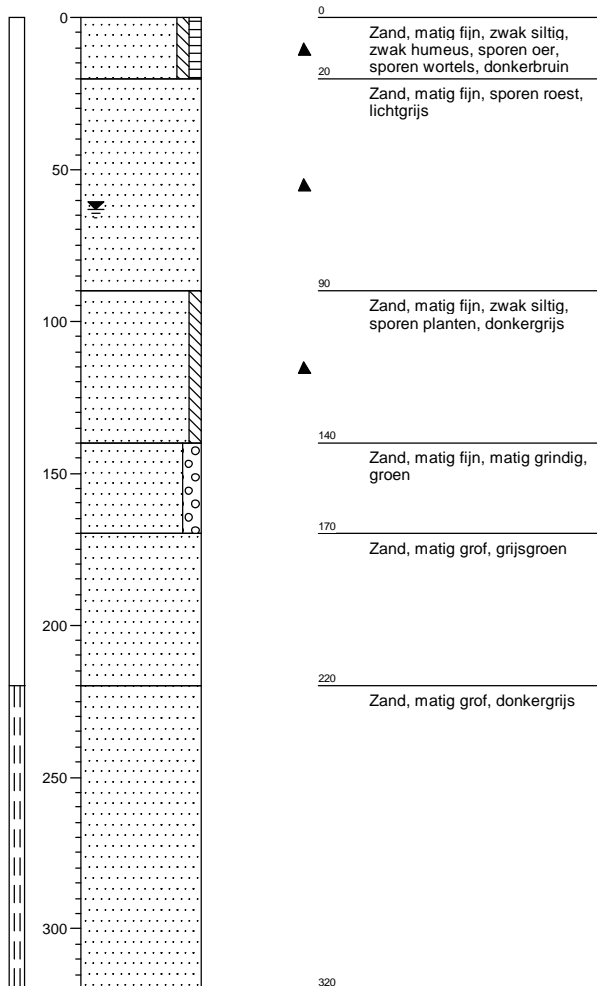 0
50
100
150
200
250
300
0
Zand, matig fijn, zwak siltig,
zwak humeus, sporen oer,
sporen wortels, donkerbruin
20
Zand, matig fijn, sporen roest,
lichtgrijs
90
Zand, matig fijn, zwak siltig,
sporen planten, donkergrijs
140
Zand, matig fijn, matig grindig,
groen
170
Zand, matig grof, grijsgroen
220
Zand, matig grof, donkergrijs
320